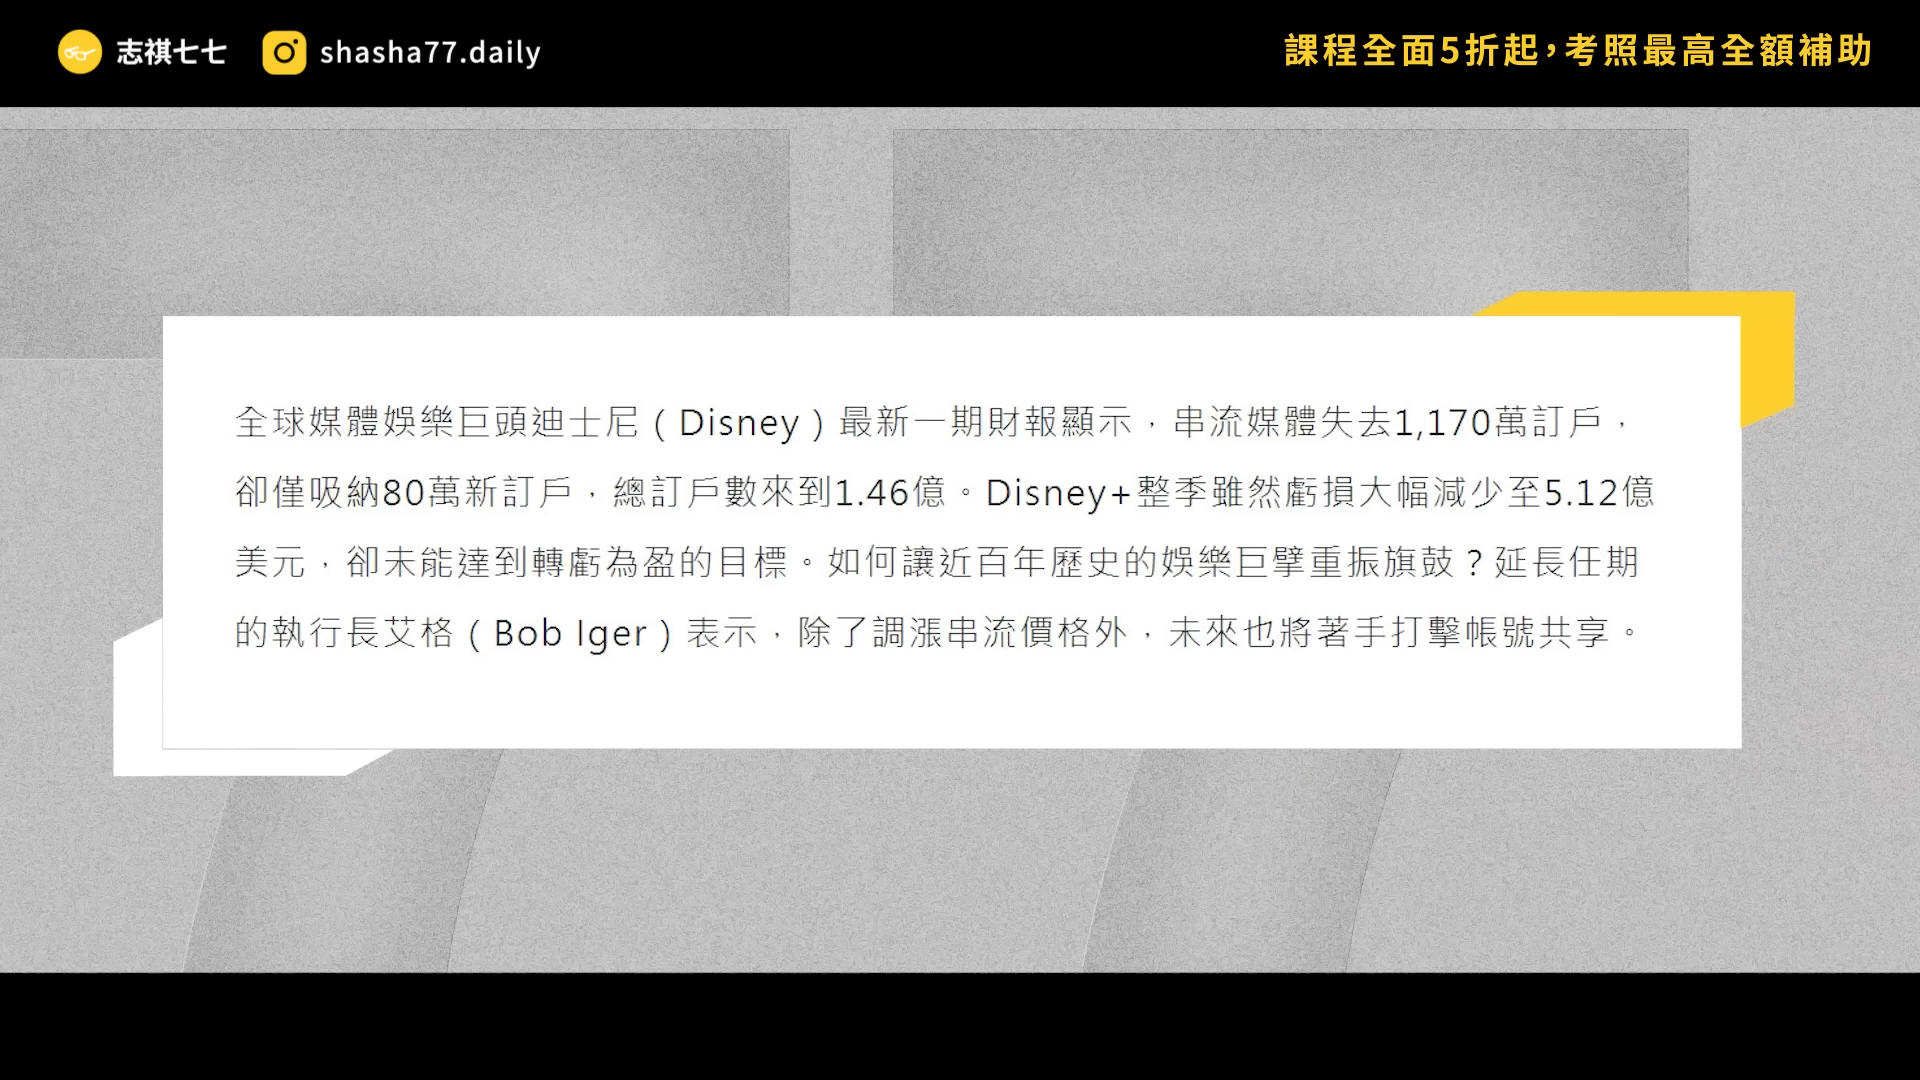 志祺七七 shasha77.daily 課程全面5折起,考照最高全額補助
全球媒體娛樂巨頭迪士尼(Disney)最新一期財報顯示,串流媒體失去1,170萬訂戶,
卻僅吸納80萬新訂戶,總訂戶數來到1.46億。Disney+整季雖然虧損大幅減少至5.12億
美元,卻未能達到轉虧為盈的目標。如何讓近百年歷史的娛樂巨擘重振旗鼓?延長任期
的執行長艾格(Bob Iger)表示,除了調漲串流價格外,未來也將著手打擊帳號共享。